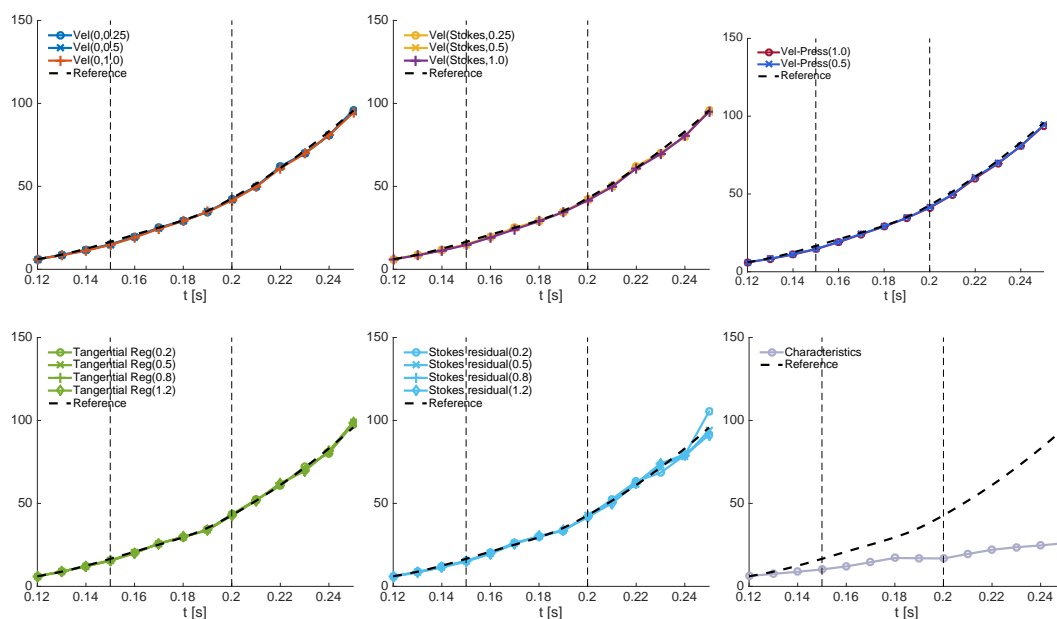 150
100
50
0
Vel(0,0.25)
Vel(0,0.5)
Vel(0,1.0)
Reference
0.12 0.14 0.16 0.18 0.2 0.22 0.24
t [s]
150
100
50
0
Vel(Stokes,0.25)
Vel(Stokes,0.5)
Vel(Stokes,1.0)
Reference
0.12 0.14 0.16 0.18 0.2 0.22 0.24
t [s]
150
100
50
0
Vel-Press(1.0)
Vel-Press(0.5)
Reference
0.12 0.14 0.16 0.18 0.2 0.22 0.24
t [s]
150
100
50
0
Tangential Reg(0.2)
Tangential Reg(0.5)
Tangential Reg(0.8)
Tangential Reg(1.2)
Reference
0.12 0.14 0.16 0.18 0.2 0.22 0.24
t [s]
150
100
50
0
Stokes residual(0.2)
Stokes residual(0.5)
Stokes residual(0.8)
Stokes residual(1.2)
Reference
0.12 0.14 0.16 0.18 0.2 0.22 0.24
t [s]
150
100
50
0
Characteristics
Reference
0.12 0.14 0.16 0.18 0.2 0.22 0.24
t [s]